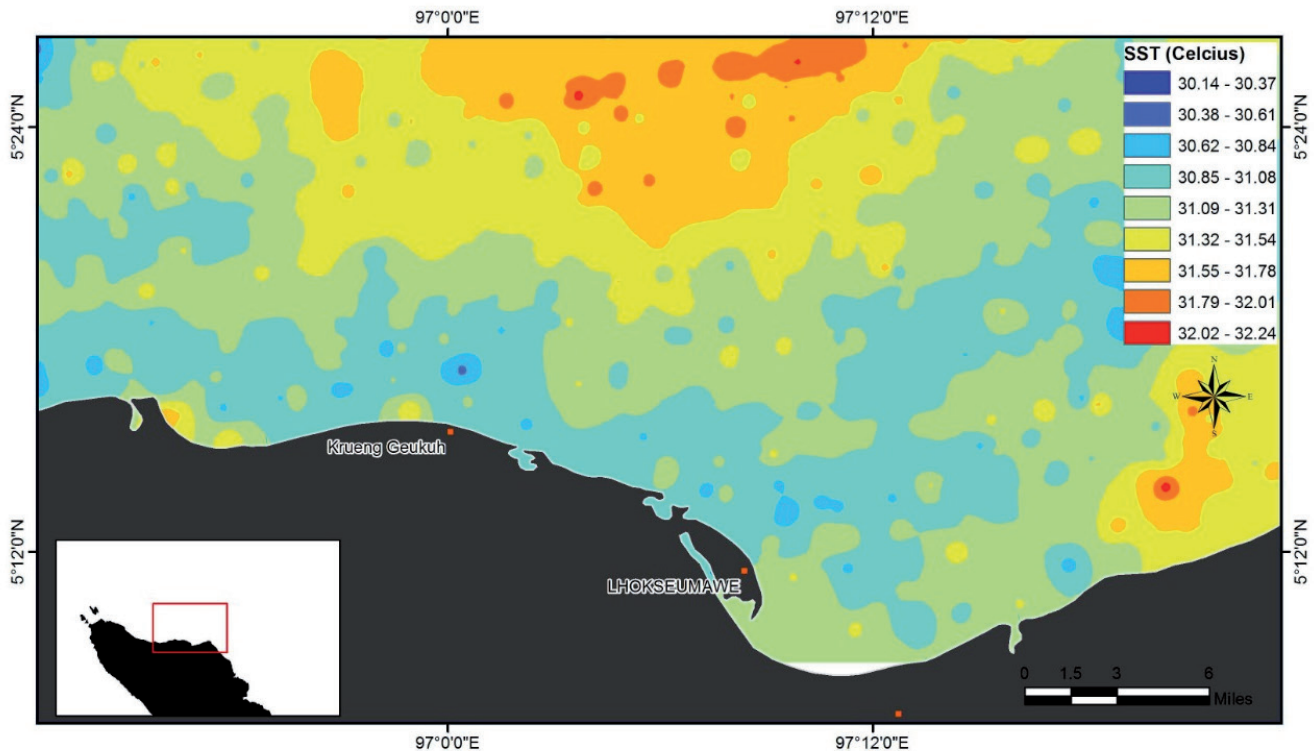 97°0'0"E
97°12'0"E
SST (Celcius)
30.14 - 30.37
30.38 - 30.61
30.62 - 30.84
30.85 - 31.08
31.09 - 31.31
31.32 - 31.54
31.55 - 31.78
31.79 - 32.01
32.02 - 32.24
5°24'0"N
5°24'0"N
N
W
E
S
Krueng Geukuh
5°12'0"N
5°12'0"N
LHOKSEUMAWE
0 1.5 3 6
Miles
97°0'0"E
97°12'0"E